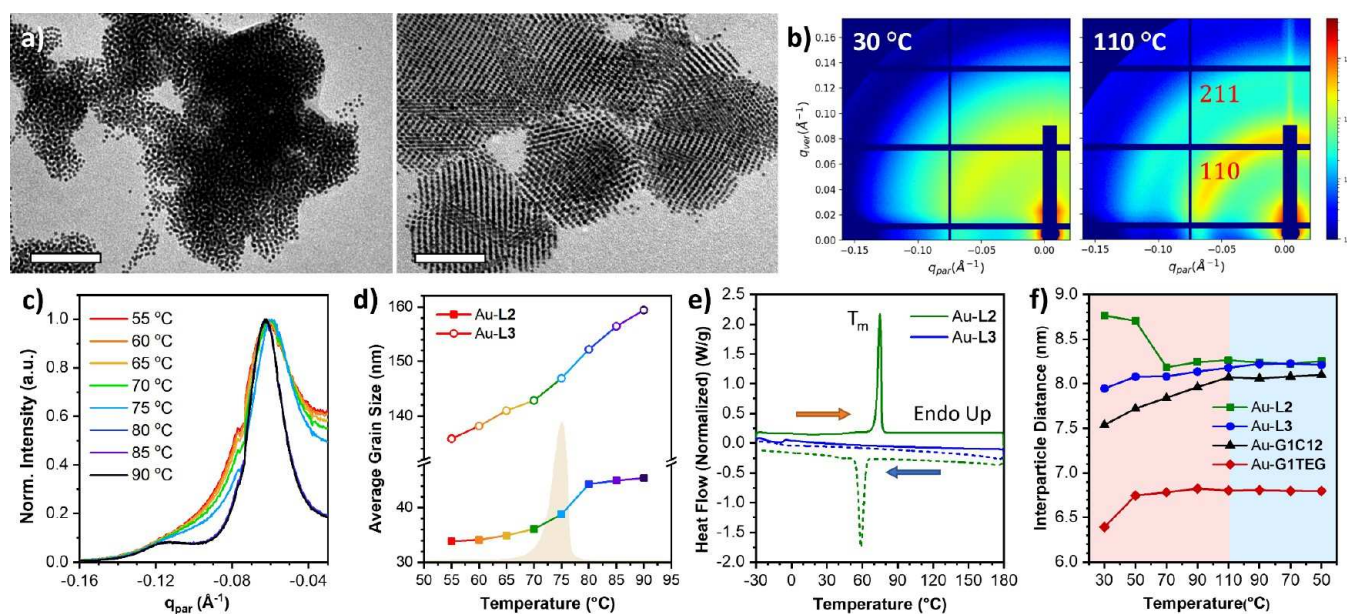 a)
b)
30 °C
110 °C
211
110
q_ver(Å⁻¹)
0.16
0.14
0.12
0.10
0.08
0.06
0.04
0.02
0.00
-0.15 -0.10 -0.05 0.00
-0.15 -0.10 -0.05 0.00
q_par(Å⁻¹)
q_par(Å⁻¹)
c)
Norm. Intensity (a.u.)
1.0
0.8
0.6
0.4
0.2
0.0
55 °C
60 °C
65 °C
70 °C
75 °C
80 °C
85 °C
90 °C
-0.16 -0.12 -0.08 -0.04
q_par (Å⁻¹)
d)
Average Grain Size (nm)
160
150
140
40
30
Au-L2
Au-L3
50 55 60 65 70 75 80 85 90 95
Temperature (°C)
e)
Heat Flow (Normalized) (W/g)
2.5
2.0
1.5
1.0
0.5
0.0
-0.5
-1.0
-1.5
-2.0
T_m
Au-L2
Au-L3
Endo Up
-30 0 30 60 90 120 150 180
Temperature (°C)
f)
Interparticle Diatance (nm)
9.0
8.5
8.0
7.5
7.0
6.5
6.0
Au-L2
Au-L3
Au-G1C12
Au-G1TEG
30 50 70 90 110 90 70 50
Temperature(°C)